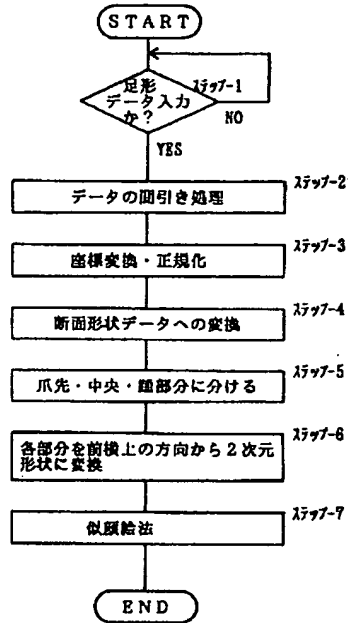 START
足形
データ入力
か？
ステップ-1
NO
YES
ステップ-2
データの間引き処理
ステップ-3
座標変換・正規化
ステップ-4
断面形状データへの変換
ステップ-5
爪先・中央・踵部分に分ける
ステップ-6
各部分を前横上の方向から2次元
形状に変換
ステップ-7
似顔絵法
END